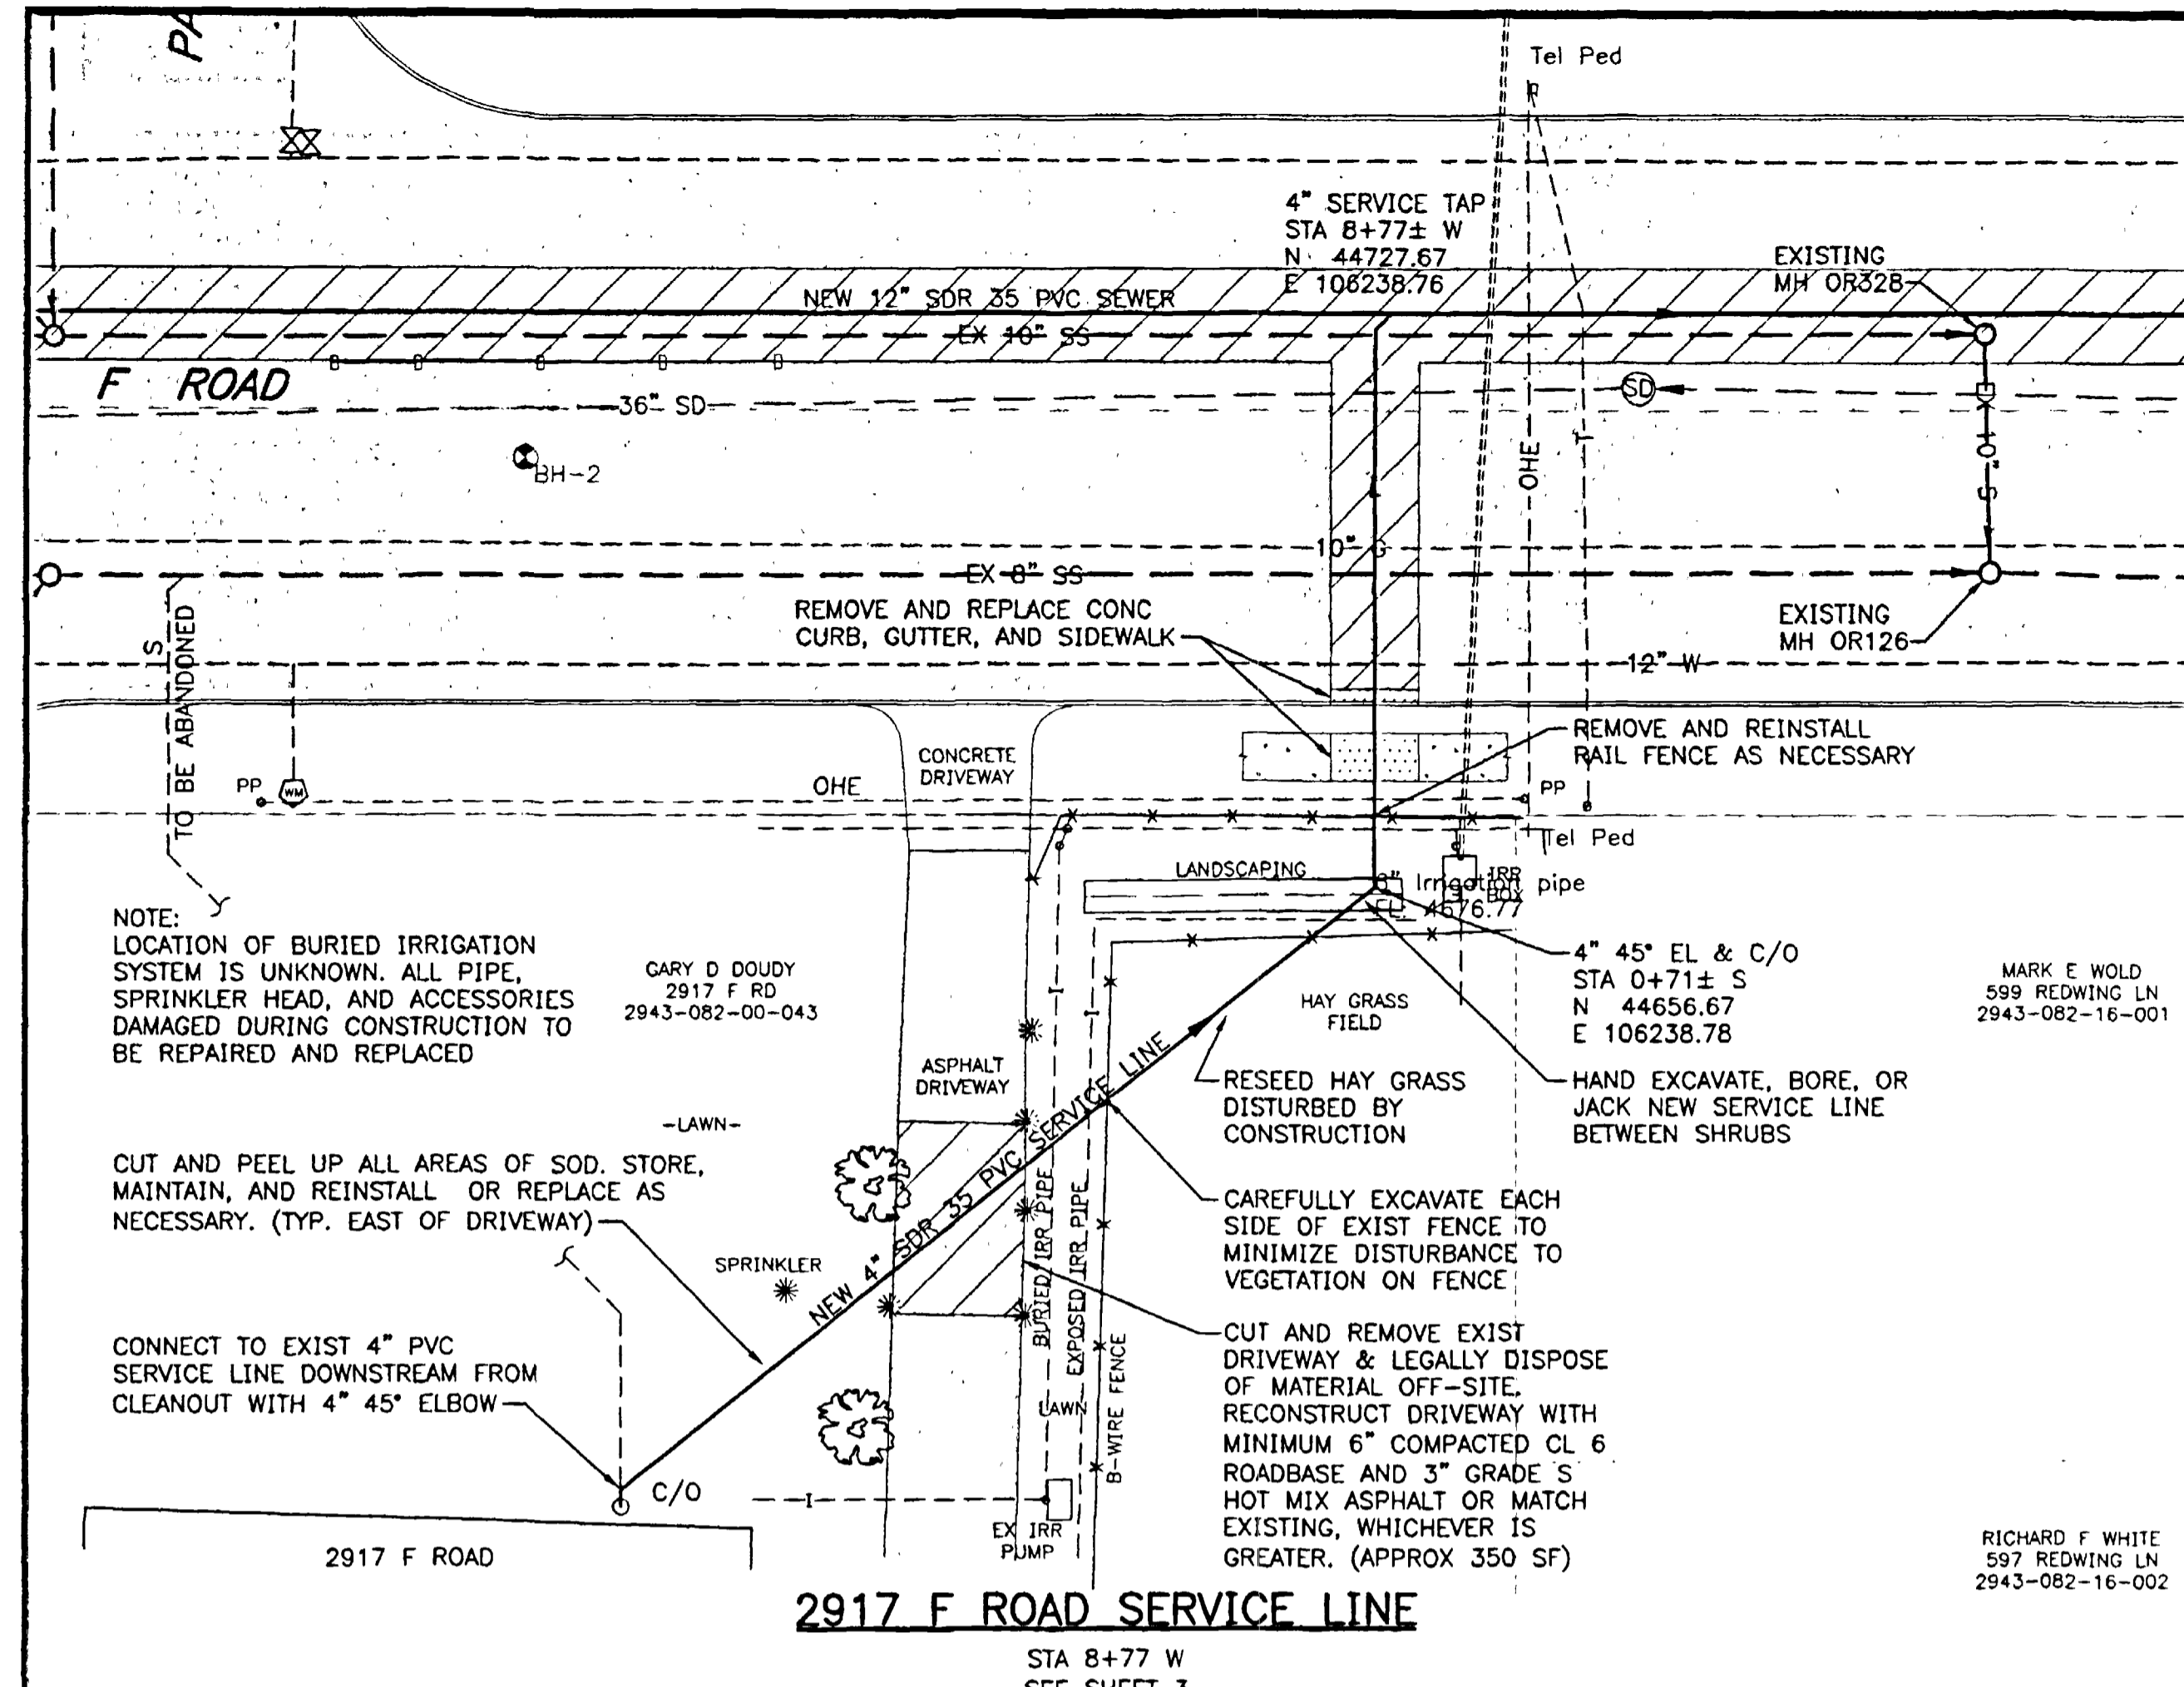 PA
Tel Ped
4" SERVICE TAP
STA 8+77± W
N 44727.67
E 106238.76
EXISTING
MH OR328
NEW 12" SDR 35 PVC SEWER
EX 10" SS
F ROAD
36" SD
SD
BH-2
OHE
T
10" S
10" G
EX 8" SS
REMOVE AND REPLACE CONC
CURB, GUTTER, AND SIDEWALK
EXISTING
MH OR126
12" W
S
TO BE ABANDONED
CONCRETE
DRIVEWAY
REMOVE AND REINSTALL
RAIL FENCE AS NECESSARY
PP
WM
OHE
PP
Tel Ped
LANDSCAPING
8" Irrigation pipe
FL 4676.77
IRR
BOX
NOTE:
LOCATION OF BURIED IRRIGATION
SYSTEM IS UNKNOWN. ALL PIPE,
SPRINKLER HEAD, AND ACCESSORIES
DAMAGED DURING CONSTRUCTION TO
BE REPAIRED AND REPLACED
GARY D DOUDY
2917 F RD
2943-082-00-043
4" 45° EL & C/O
STA 0+71± S
N 44656.67
E 106238.78
MARK E WOLD
599 REDWING LN
2943-082-16-001
HAY GRASS
FIELD
I
I
ASPHALT
DRIVEWAY
RESEED HAY GRASS
DISTURBED BY
CONSTRUCTION
HAND EXCAVATE, BORE, OR
JACK NEW SERVICE LINE
BETWEEN SHRUBS
-LAWN-
NEW 4" SDR 35 PVC SERVICE LINE
CUT AND PEEL UP ALL AREAS OF SOD. STORE,
MAINTAIN, AND REINSTALL OR REPLACE AS
NECESSARY. (TYP. EAST OF DRIVEWAY)
CAREFULLY EXCAVATE EACH
SIDE OF EXIST FENCE TO
MINIMIZE DISTURBANCE TO
VEGETATION ON FENCE
SPRINKLER
BURIED IRR PIPE
EXPOSED IRR PIPE
B-WIRE FENCE
LAWN
CONNECT TO EXIST 4" PVC
SERVICE LINE DOWNSTREAM FROM
CLEANOUT WITH 4" 45° ELBOW
CUT AND REMOVE EXIST
DRIVEWAY & LEGALLY DISPOSE
OF MATERIAL OFF-SITE.
RECONSTRUCT DRIVEWAY WITH
MINIMUM 6" COMPACTED CL 6
ROADBASE AND 3" GRADE S
HOT MIX ASPHALT OR MATCH
EXISTING, WHICHEVER IS
GREATER. (APPROX 350 SF)
C/O
I
EX IRR
PUMP
2917 F ROAD
RICHARD F WHITE
597 REDWING LN
2943-082-16-002
2917 F ROAD SERVICE LINE
STA 8+77 W
SEE SHEET 3